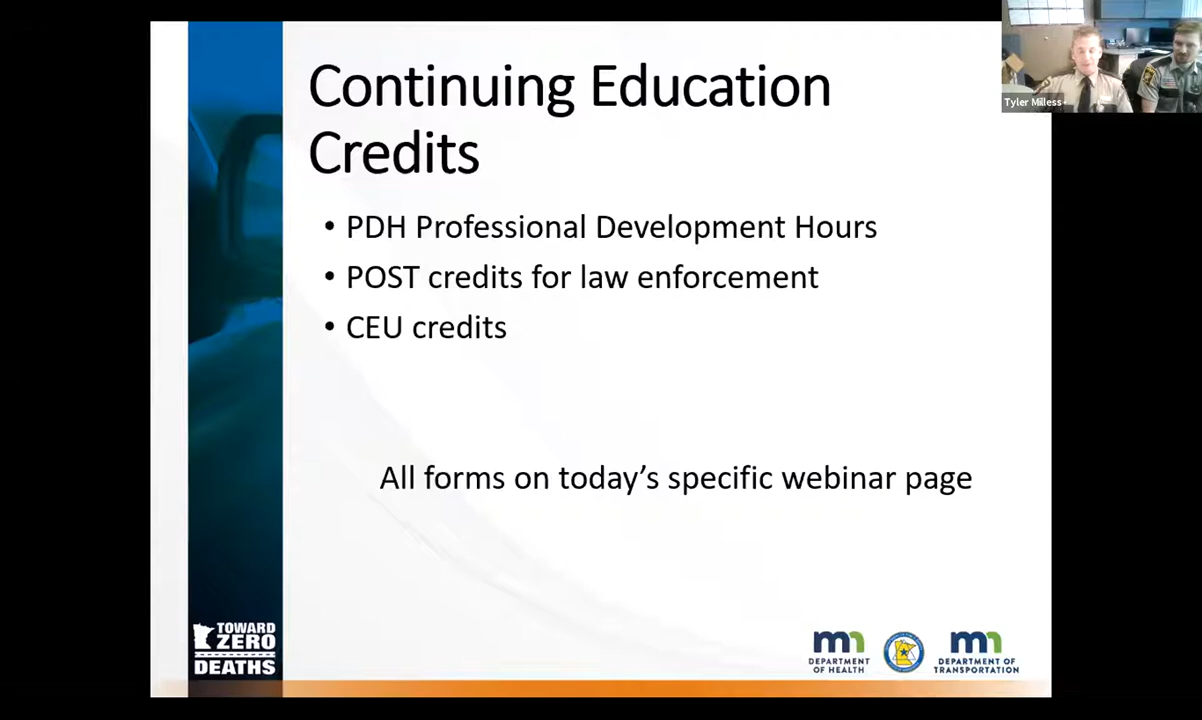 Continuing Education
Credits
• PDH Professional Development Hours
• POST credits for law enforcement
• CEU credits
All forms on today's specific webinar page
Tyler Milless
TOWARD
ZERO
DEATHS
mn
DEPARTMENT
OF HEALTH
mn
DEPARTMENT OF
TRANSPORTATION